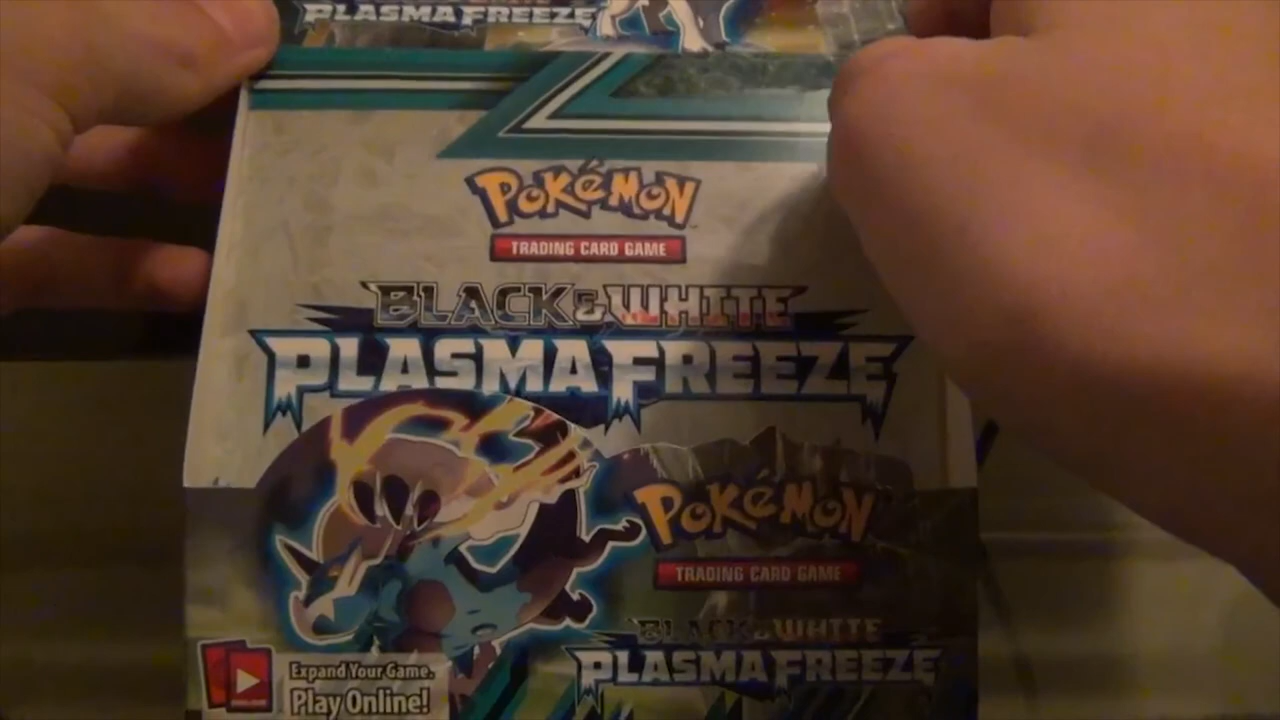 PLASMA FREEZE
POKéMON
TRADING CARD GAME
BLACK & WHITE
PLASMA FREEZE
POKéMON
TRADING CARD GAME
BLACK & WHITE
PLASMA FREEZE
Expand Your Game.
Play Online!